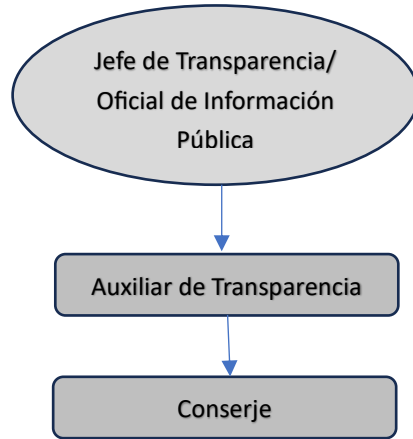 Jefe de Transparencia/
Oficial de Información
Pública
Auxiliar de Transparencia
Conserje